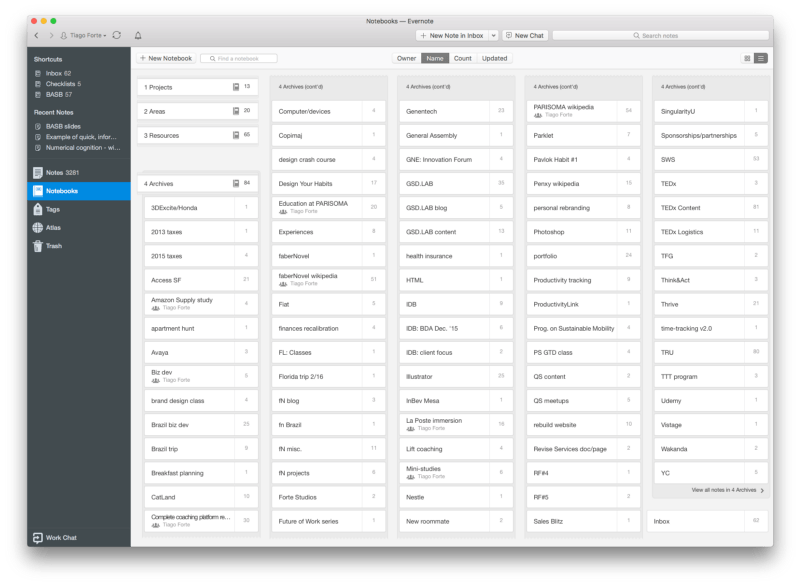 Notebooks — Evernote
Tiago Forte
+ New Note in Inbox
New Chat
Search notes
Shortcuts
Inbox 62
Checklists 5
BASB 57
Recent Notes
BASB slides
Example of quick, infor...
Numerical cognition - wi...
Notes 3281
Notebooks
Tags
Atlas
Trash
Work Chat
+ New Notebook
Find a notebook
Owner Name Count Updated
1 Projects 13
2 Areas 20
3 Resources 65
4 Archives 84
3DExcite/Honda 1
2013 taxes 1
2015 taxes 4
Access SF 21
Amazon Supply study 4
Tiago Forte
apartment hunt 1
Avaya 3
Biz dev 5
Tiago Forte
brand design class 4
Brazil biz dev 25
Brazil trip 9
Breakfast planning 1
CatLand 10
Complete coaching platform re...
Tiago Forte
4 Archives (cont'd)
Computer/devices 4
Copimaj 1
design crash course 4
Design Your Habits 17
Education at PARISOMA 20
Tiago Forte
Experiences 8
faberNovel 1
faberNovel wikipedia 51
Tiago Forte
Fiat 5
finances recalibration 4
FL: Classes 1
Florida trip 2/16 1
fN blog 3
fn Brazil 1
fN misc. 11
fN projects 6
Forte Studios 2
Future of Work series 1
4 Archives (cont'd)
Genentech 23
General Assembly 1
GNE: Innovation Forum 4
GSD.LAB 35
GSD.LAB blog 5
GSD.LAB content 13
health insurance 1
HTML 1
IDB 9
IDB: BDA Dec. '15 6
IDB: client focus 2
Illustrator 25
InBev Mesa 1
La Poste immersion 16
Tiago Forte
Lift coaching 4
Mini-studies 6
Tiago Forte
Nestle 1
New roommate 2
4 Archives (cont'd)
PARISOMA wikipedia 54
Tiago Forte
Parklet 7
Pavlok Habit #1 4
Penxy wikipedia 15
personal rebranding 8
Photoshop 11
portfolio 24
Productivity tracking 9
ProductivityLink 1
Prog. on Sustainable Mobility 4
PS GTD class 4
QS content 2
QS meetups 5
rebuild website 10
Revise Services doc/page 2
RF#4 1
RF#5 2
Sales Blitz 1
4 Archives (cont'd)
SingularityU 1
Sponsorships/partnerships 5
SWS 53
TEDx 3
TEDx Content 81
TEDx Logistics 11
TFG 2
Think&Act 3
Thrive 21
time-tracking v2.0 1
TRU 80
TTT program 3
Udemy 1
Vistage 1
Wakanda 2
YC 5
View all notes in 4 Archives
Inbox 62